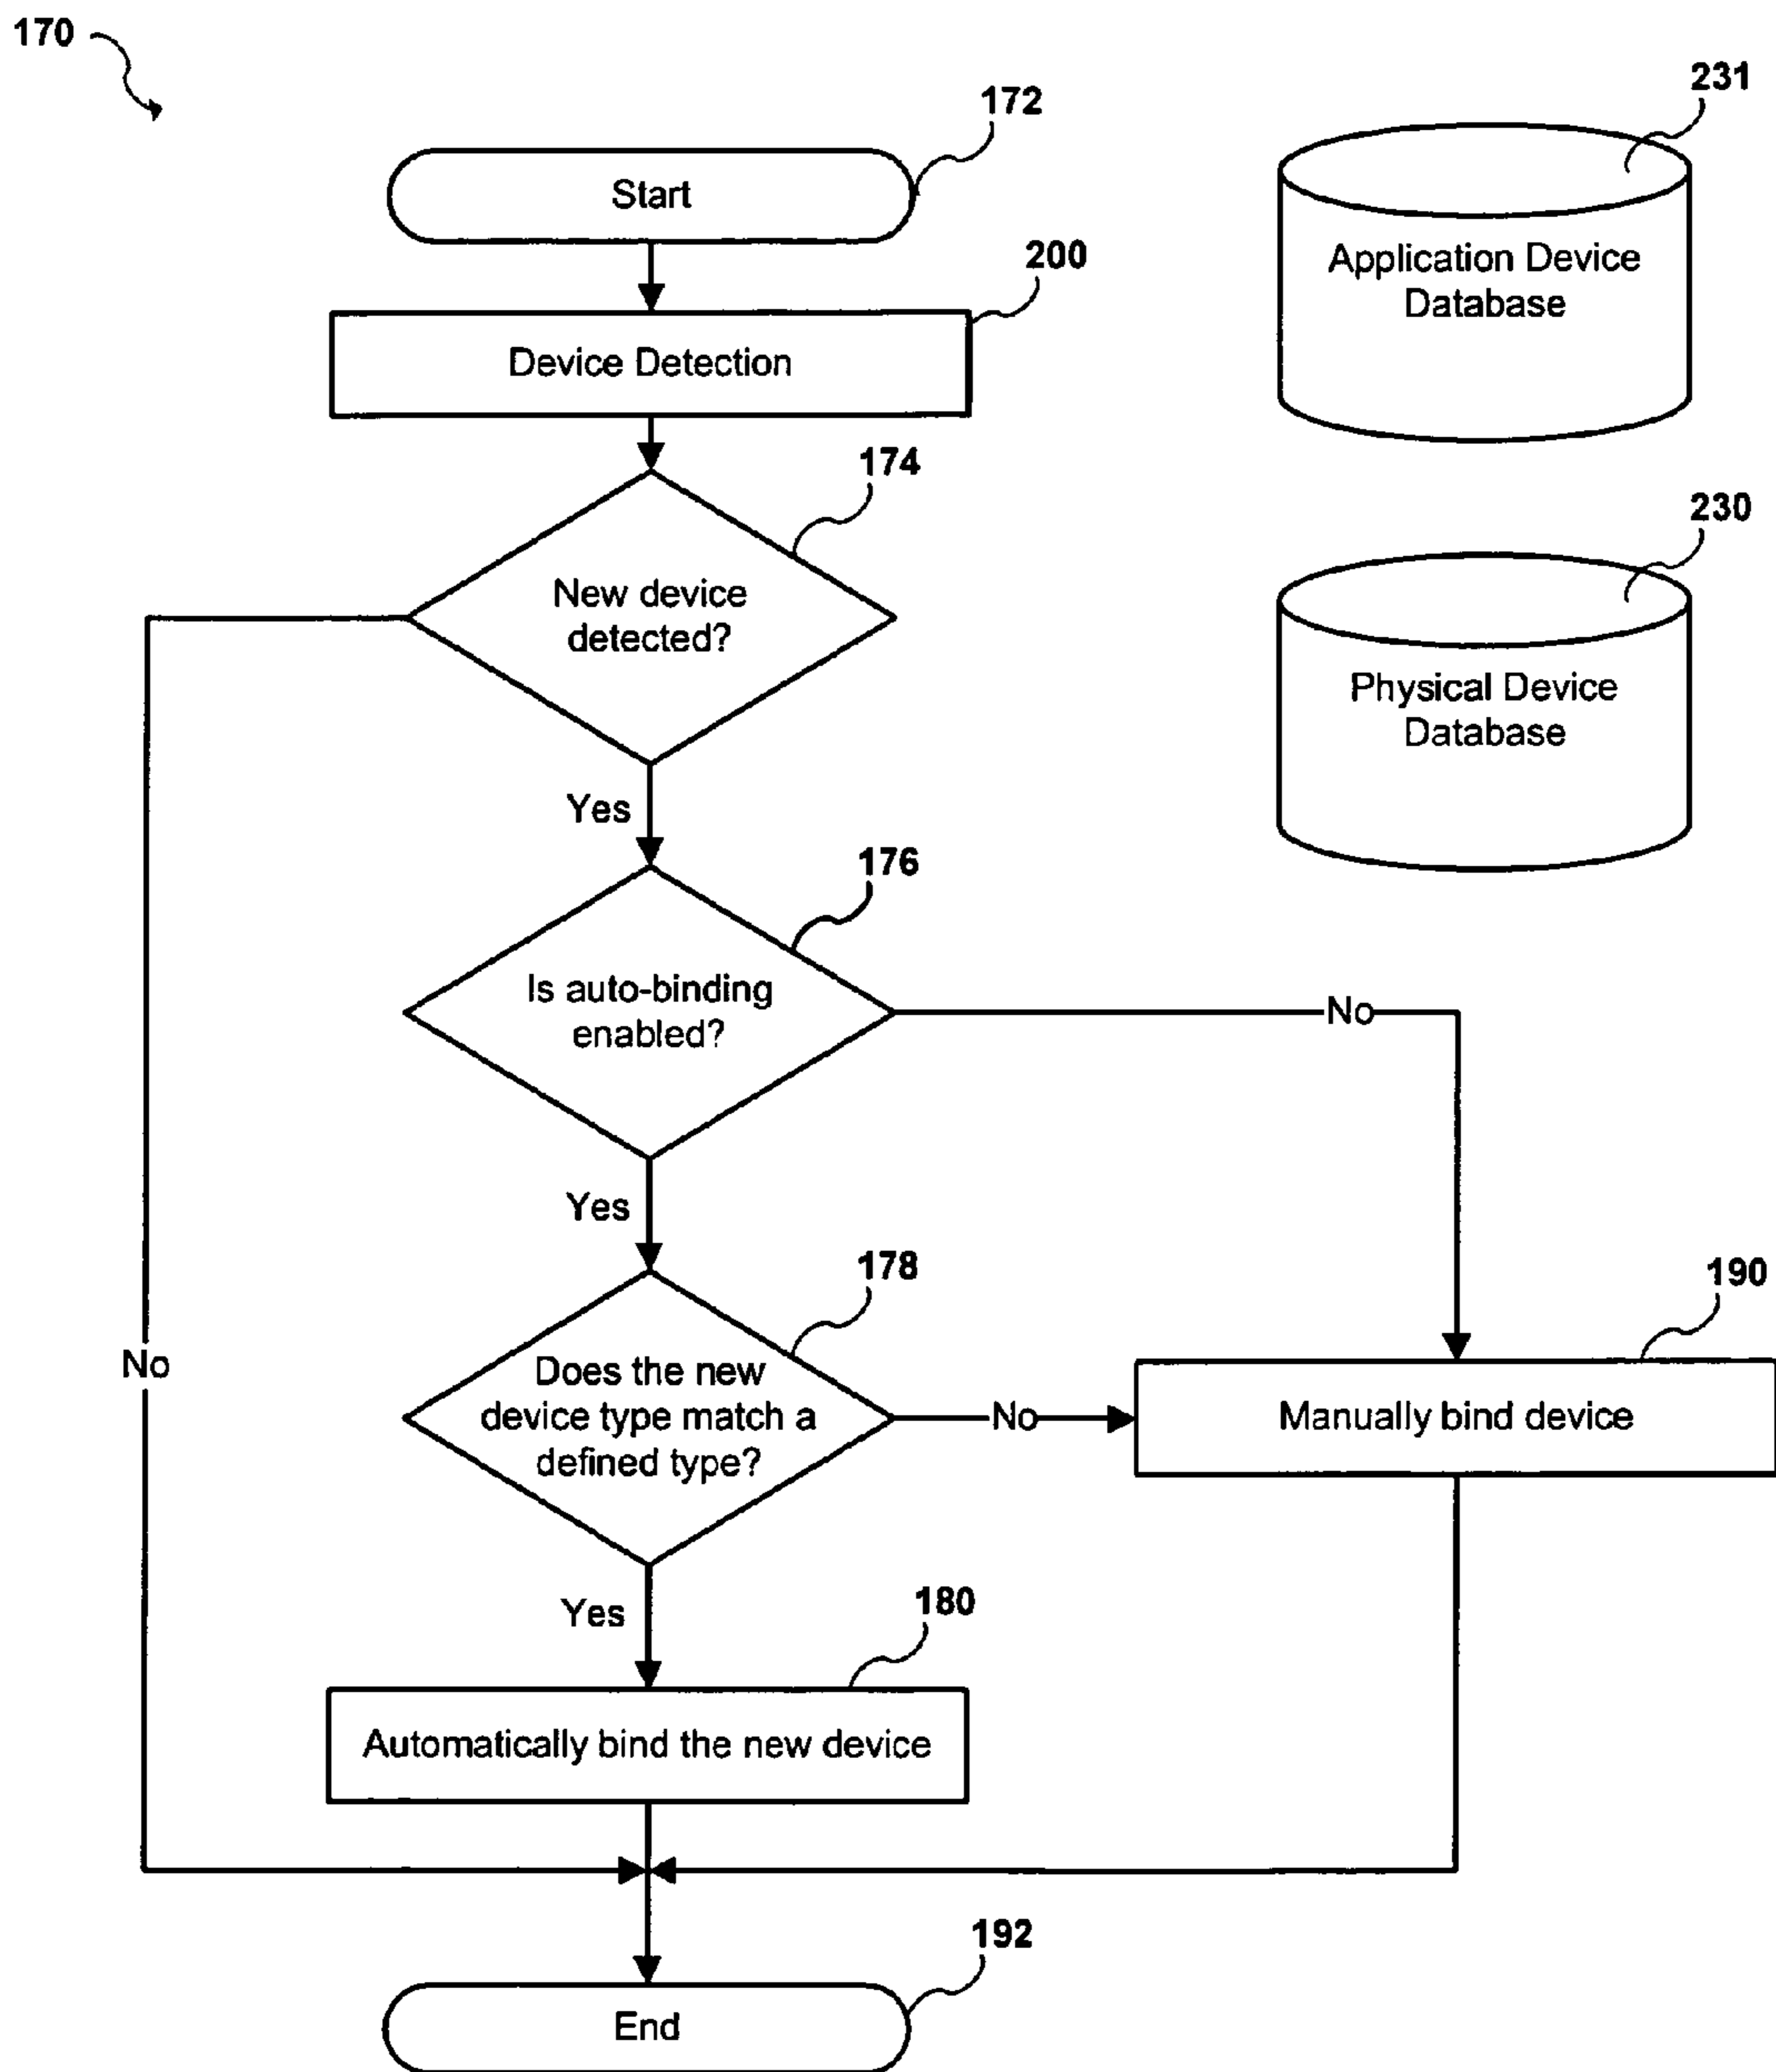 170
172
Start
231
Application Device
Database
200
Device Detection
174
New device
detected?
230
Physical Device
Database
Yes
176
Is auto-binding
enabled?
No
Yes
178
190
No
Does the new
device type match a
defined type?
No
Manually bind device
Yes
180
Automatically bind the new device
192
End